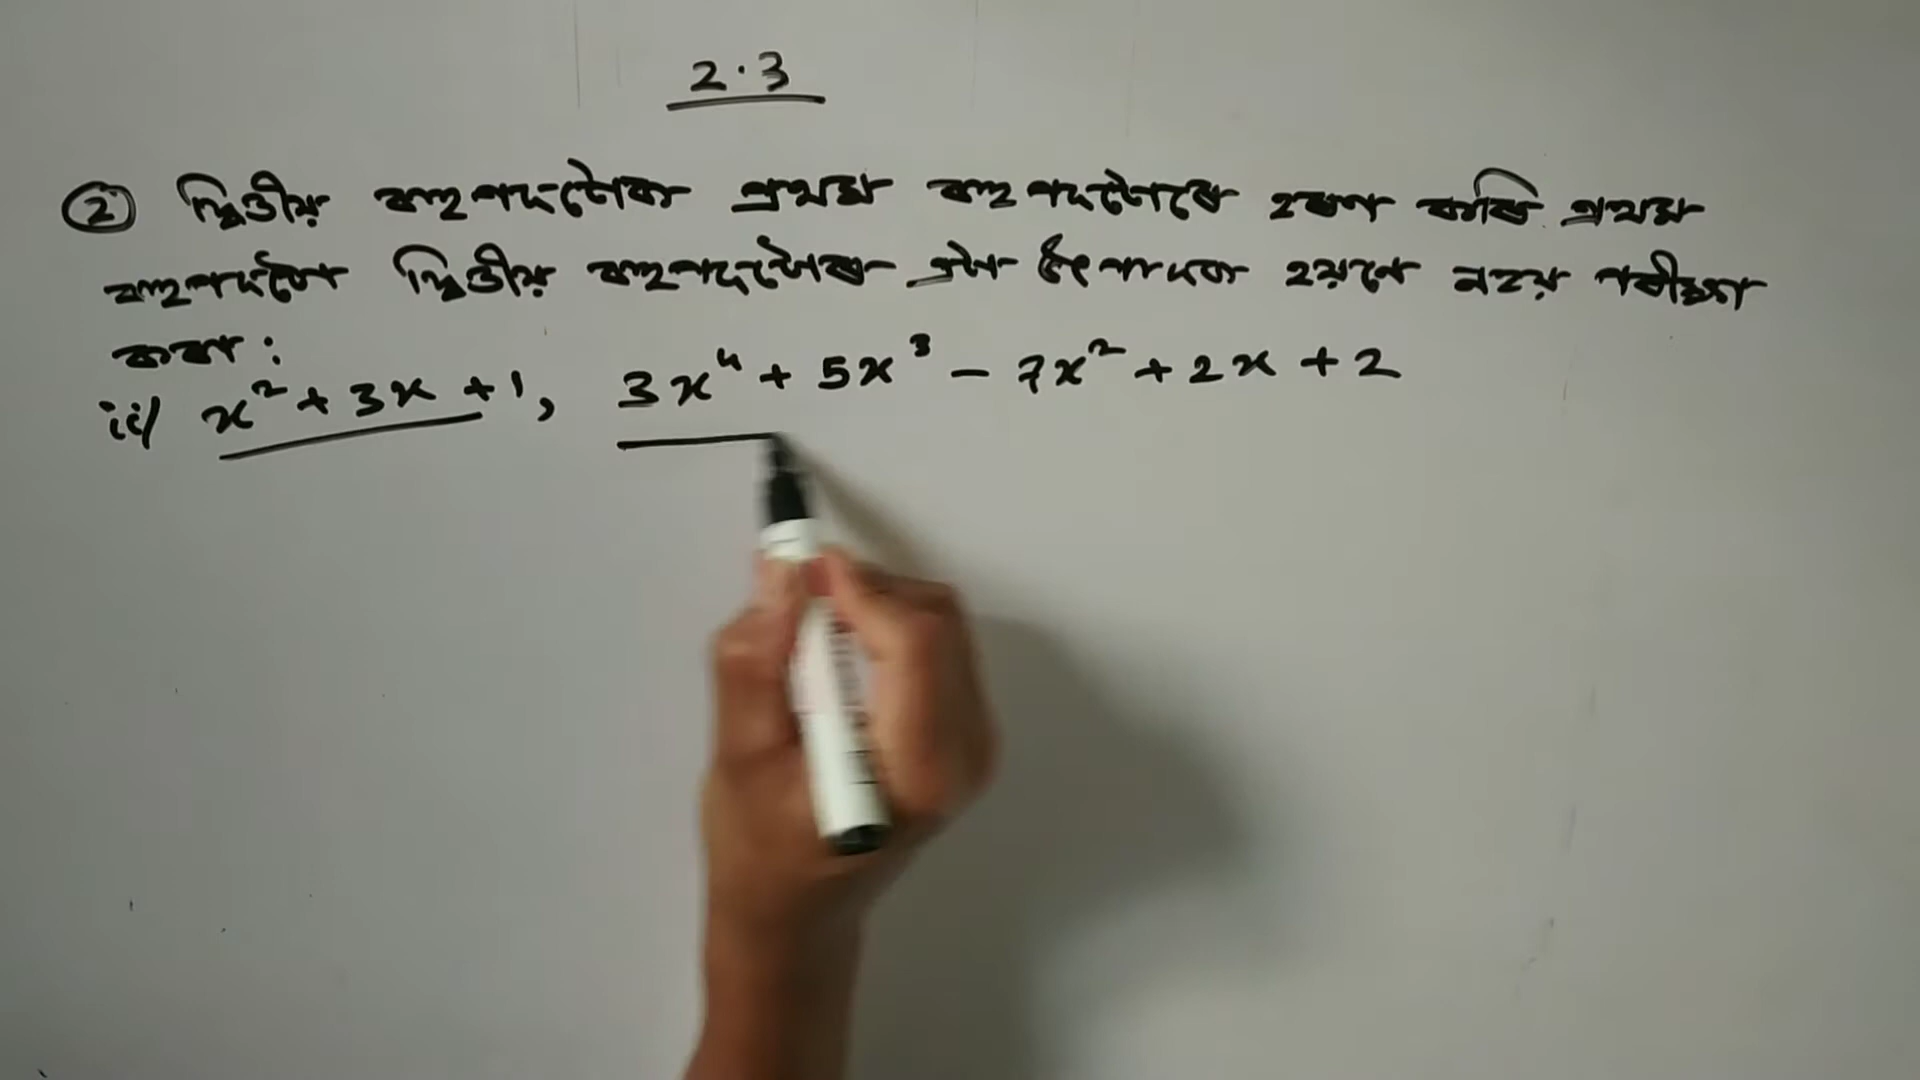 2.3
② দ্বিতীয় বহুপদটোক প্ৰথম বহুপদটোৰে হৰণ কৰি প্ৰথম
বহুপদটো দ্বিতীয় বহুপদটোৰ এটা উৎপাদক হয়নে নহয় পৰীক্ষা
কৰা :
ii) x² + 3x + 1, 3x⁴ + 5x³ - 7x² + 2x + 2